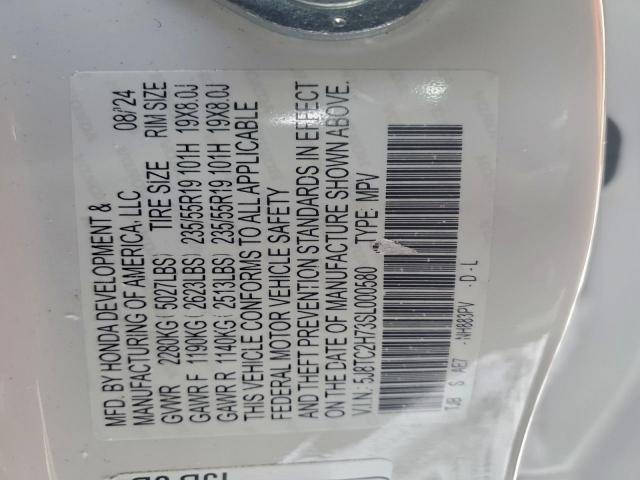 MFD. BY HONDA DEVELOPMENT & 08/24
MANUFACTURING OF AMERICA, LLC
GVWR 2280KG ( 5027LBS) TIRE SIZE RIM SIZE
GAWR F 1190KG ( 2623LBS) 235/55R19 101H 19X8.0J
GAWR R 1140KG ( 2513LBS) 235/55R19 101H 19X8.0J
THIS VEHICLE CONFORMS TO ALL APPLICABLE
FEDERAL MOTOR VEHICLE SAFETY
AND THEFT PREVENTION STANDARDS IN EFFECT
ON THE DATE OF MANUFACTURE SHOWN ABOVE.
V.I.N: 5J8TC2H73SL000580 TYPE: MPV
TJB S AE7 -NH883PV -D-L